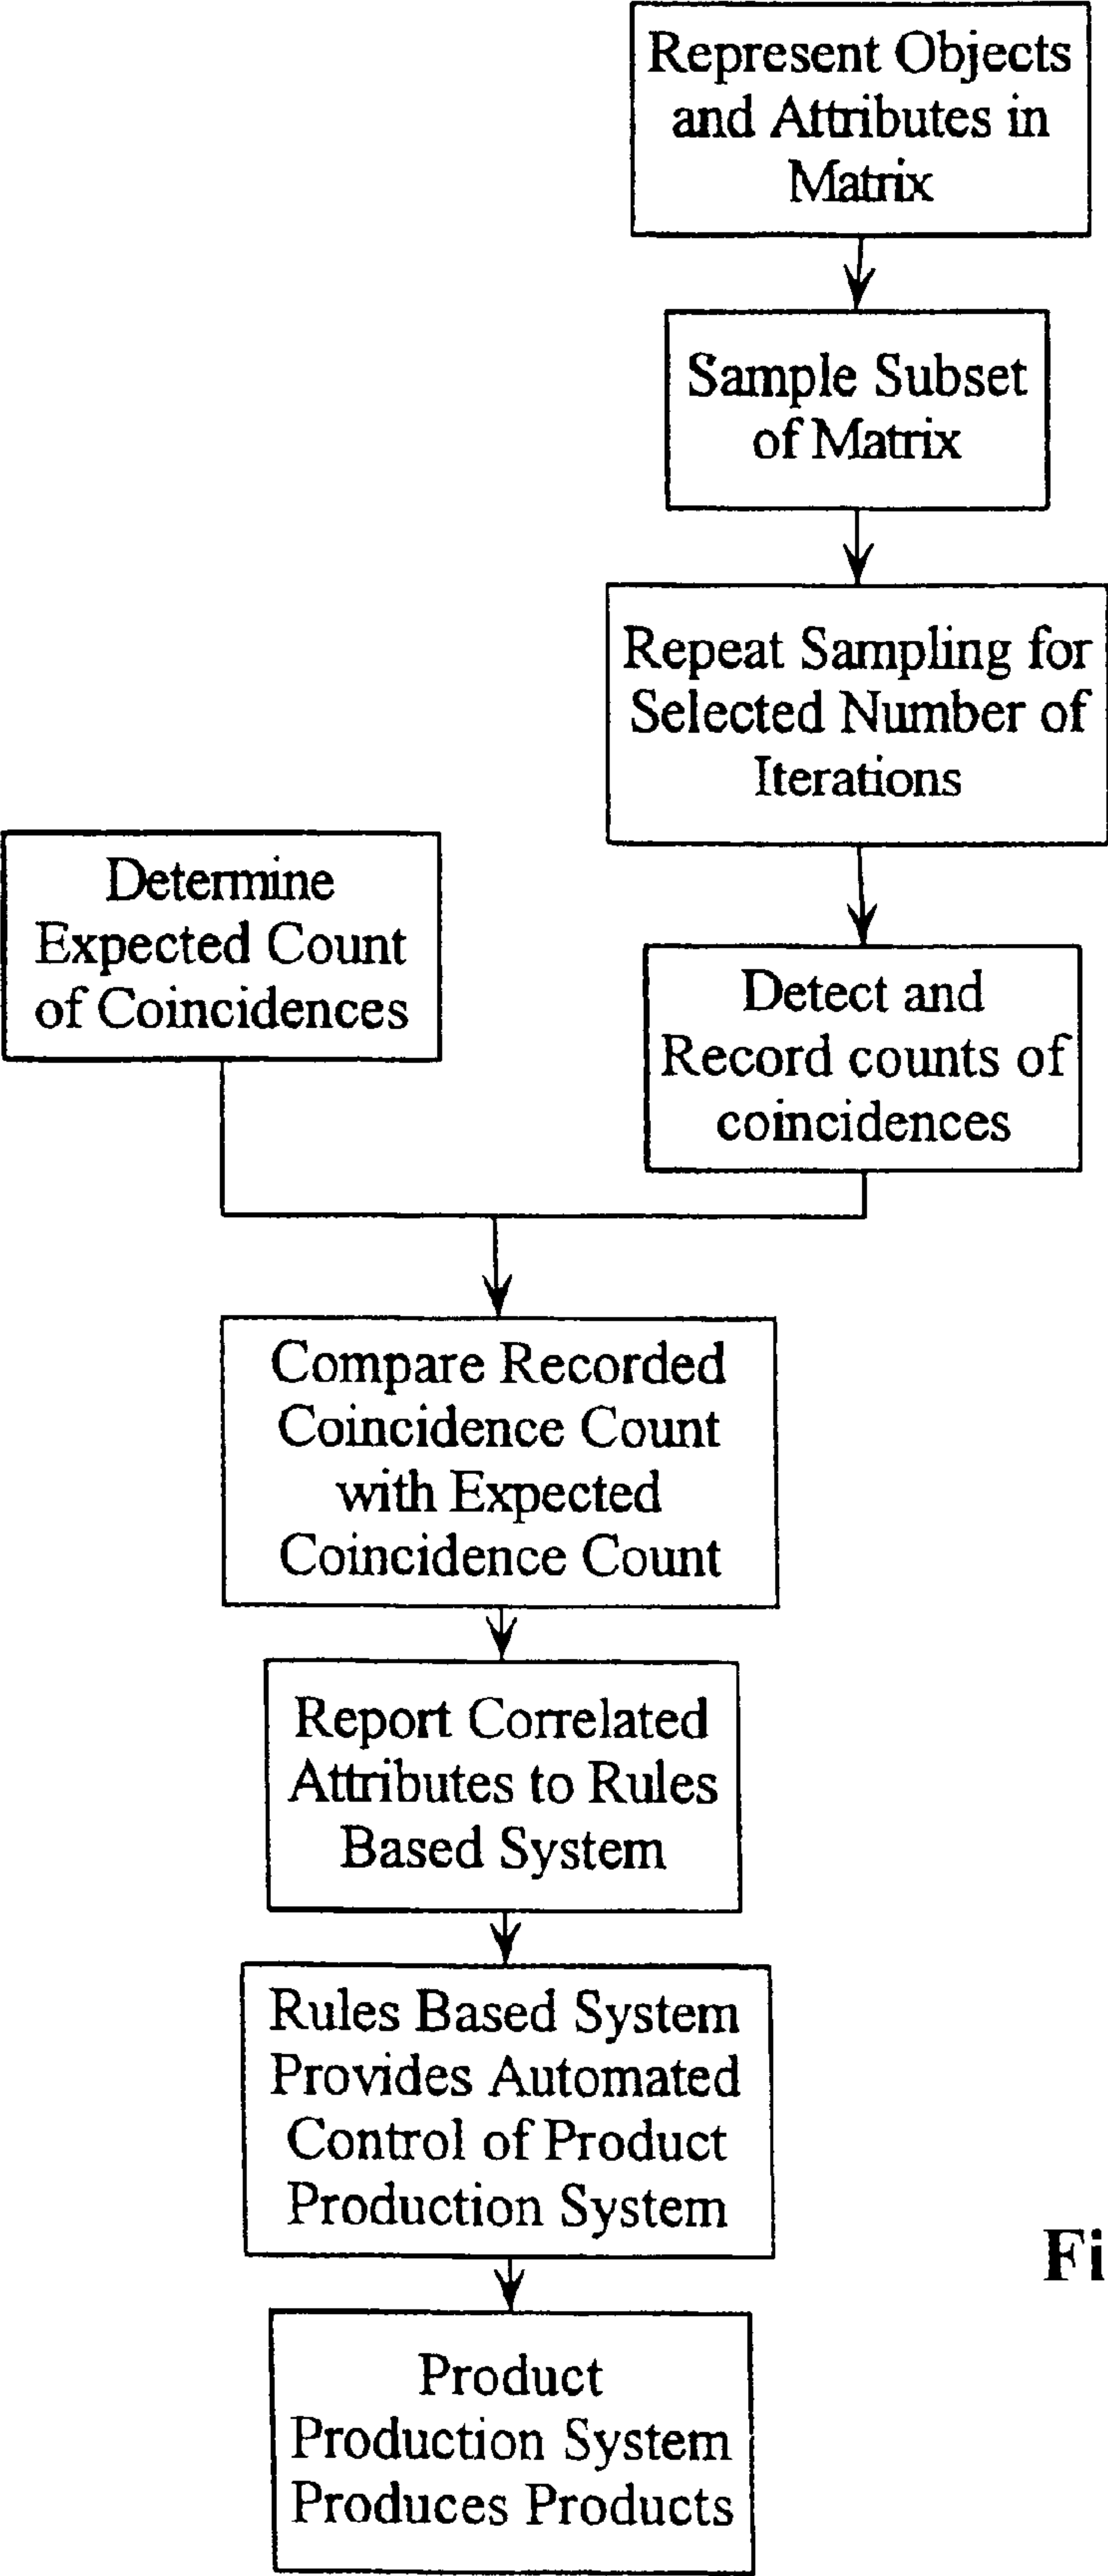 Represent Objects
and Attributes in
Matrix
Sample Subset
of Matrix
Repeat Sampling for
Selected Number of
Iterations
Determine
Expected Count
of Coincidences
Detect and
Record counts of
coincidences
Compare Recorded
Coincidence Count
with Expected
Coincidence Count
Report Correlated
Attributes to Rules
Based System
Rules Based System
Provides Automated
Control of Product
Production System
Fi
Product
Production System
Produces Products